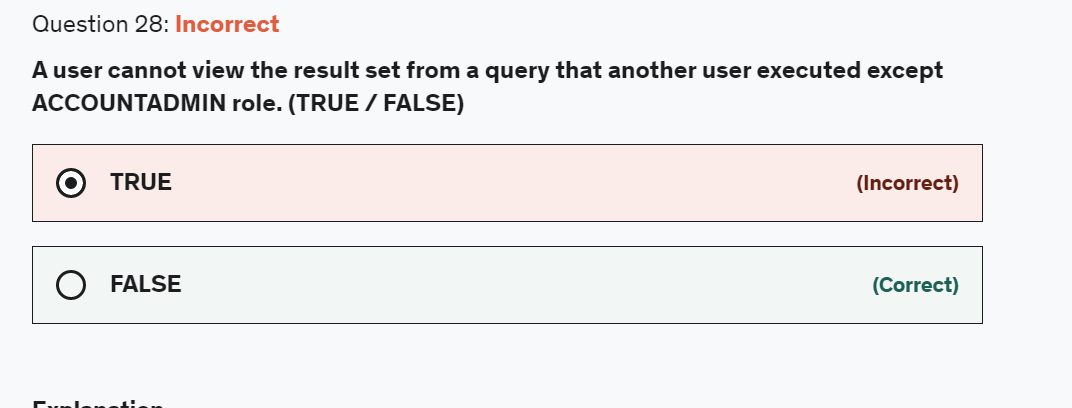 Question 28: Incorrect
A user cannot view the result set from a query that another user executed except
ACCOUNTADMIN role. (TRUE / FALSE)
TRUE
(Incorrect)
FALSE
(Correct)
Explanation